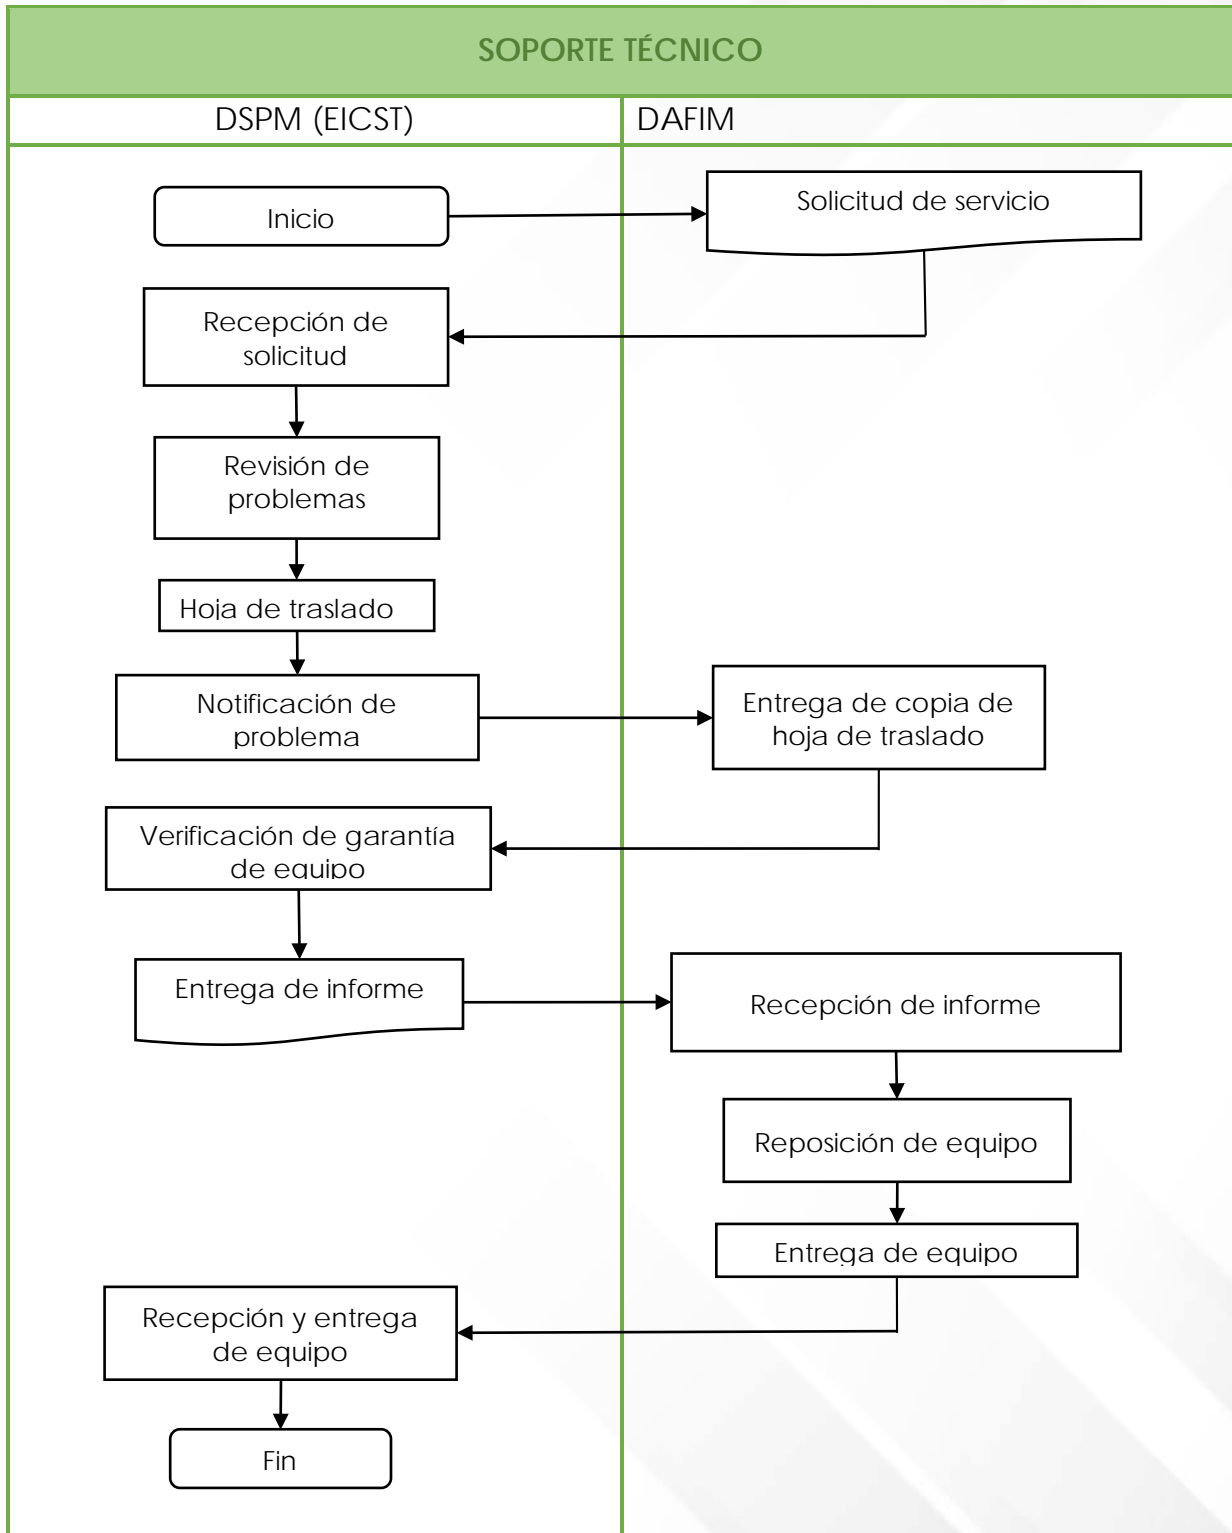 SOPORTE TÉCNICO
DSPM (EICST)
DAFIM
Inicio
Solicitud de servicio
Recepción de
solicitud
Revisión de
problemas
Hoja de traslado
Notificación de
problema
Entrega de copia de
hoja de traslado
Verificación de garantía
de equipo
Entrega de informe
Recepción de informe
Reposición de equipo
Entrega de equipo
Recepción y entrega
de equipo
Fin